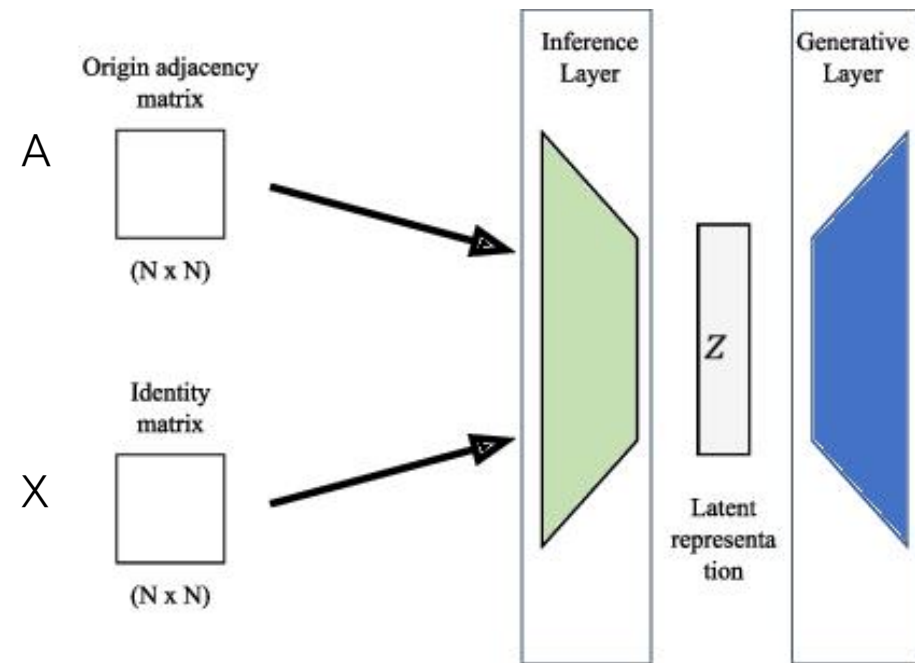 Origin adjacency
matrix
A
(N x N)
Identity
matrix
X
(N x N)
Inference
Layer
Z
Latent
representa
tion
Generative
Layer